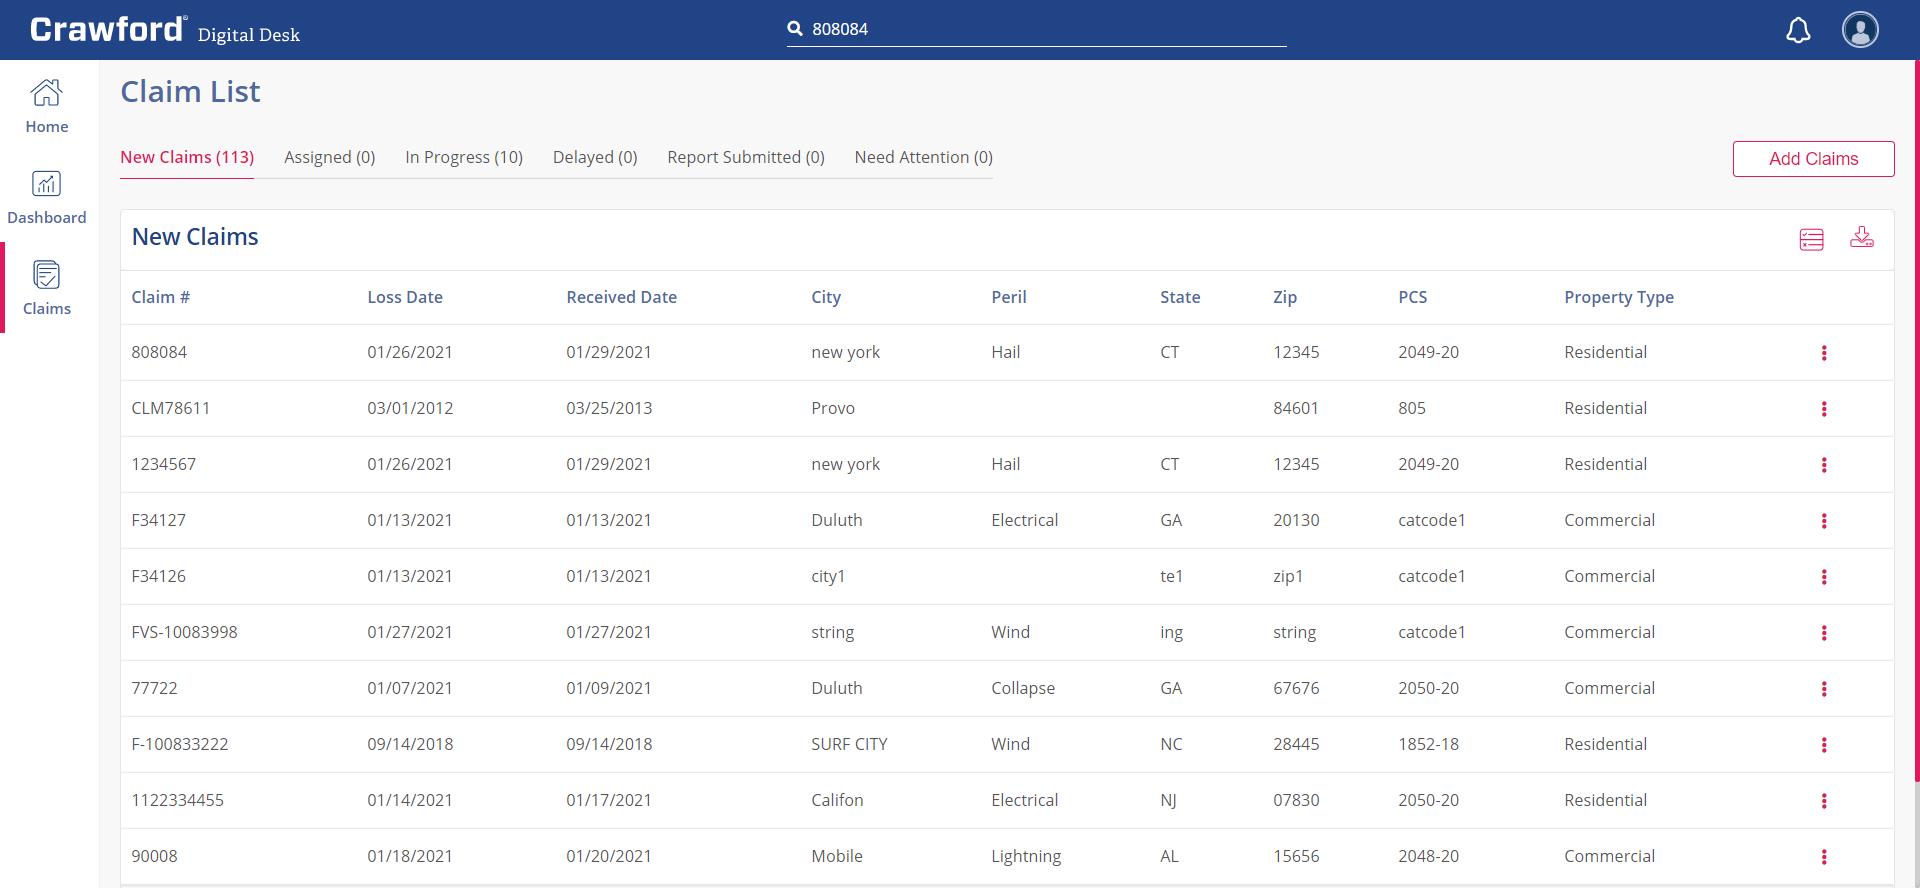 Crawford® Digital Desk
808084
Home
Dashboard
Claims
Claim List
New Claims (113) Assigned (0) In Progress (10) Delayed (0) Report Submitted (0) Need Attention (0)
Add Claims
New Claims
Claim # Loss Date Received Date City Peril State Zip PCS Property Type
808084 01/26/2021 01/29/2021 new york Hail CT 12345 2049-20 Residential
CLM78611 03/01/2012 03/25/2013 Provo 84601 805 Residential
1234567 01/26/2021 01/29/2021 new york Hail CT 12345 2049-20 Residential
F34127 01/13/2021 01/13/2021 Duluth Electrical GA 20130 catcode1 Commercial
F34126 01/13/2021 01/13/2021 city1 te1 zip1 catcode1 Commercial
FVS-10083998 01/27/2021 01/27/2021 string Wind ing string catcode1 Commercial
77722 01/07/2021 01/09/2021 Duluth Collapse GA 67676 2050-20 Commercial
F-100833222 09/14/2018 09/14/2018 SURF CITY Wind NC 28445 1852-18 Residential
1122334455 01/14/2021 01/17/2021 Califon Electrical NJ 07830 2050-20 Residential
90008 01/18/2021 01/20/2021 Mobile Lightning AL 15656 2048-20 Commercial